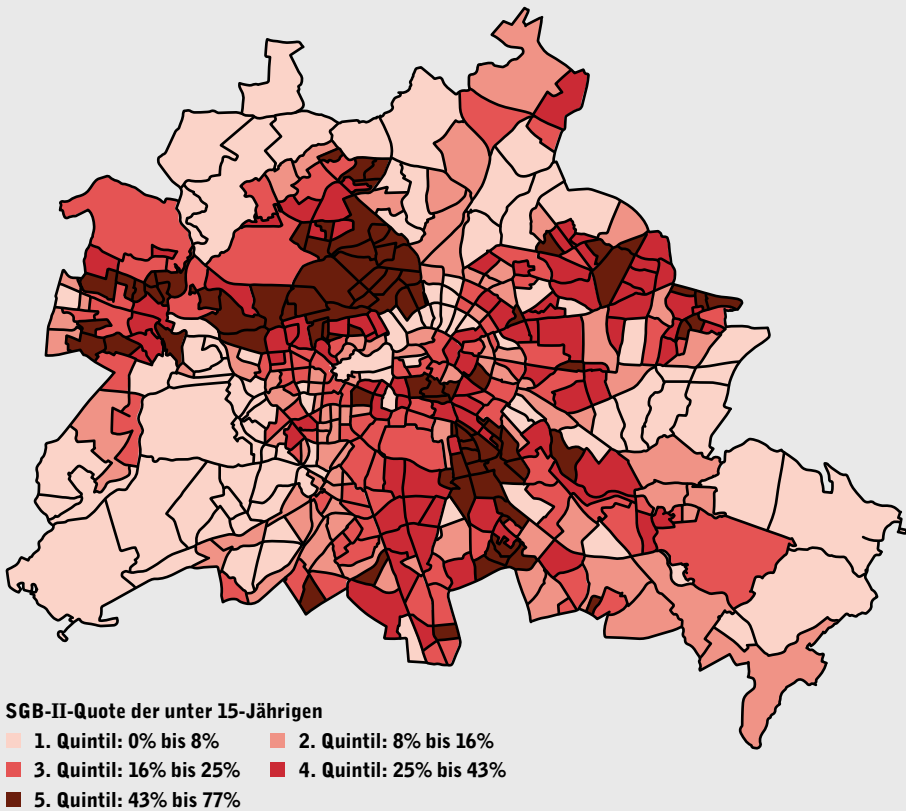 SGB-II-Quote der unter 15-Jährigen
1. Quintil: 0% bis 8% 2. Quintil: 8% bis 16%
3. Quintil: 16% bis 25% 4. Quintil: 25% bis 43%
5. Quintil: 43% bis 77%